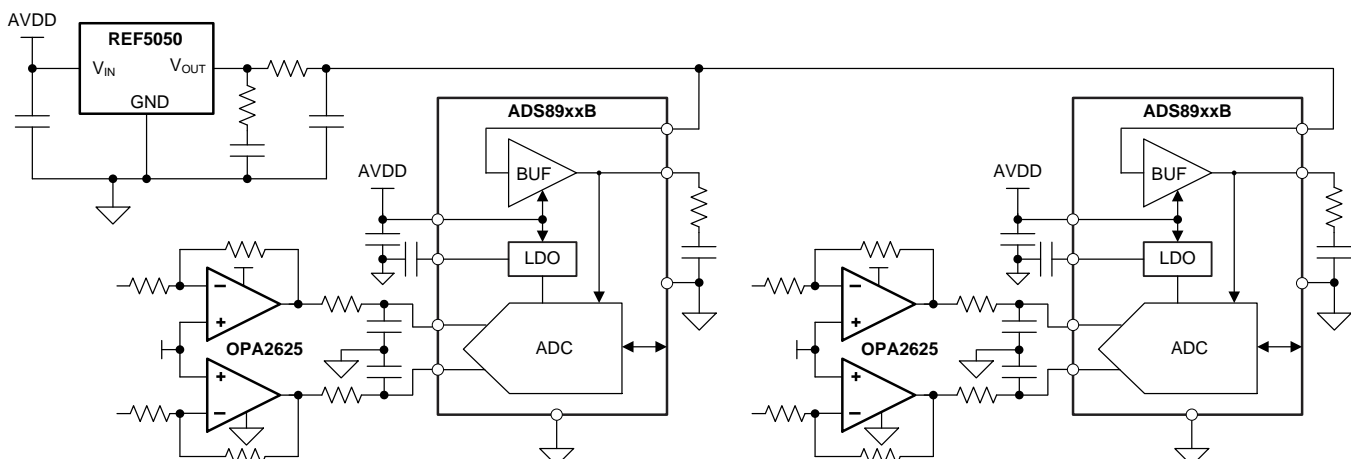 AVDD
REF5050
VIN
VOUT
GND
ADS89xxB
ADS89xxB
BUF
BUF
AVDD
AVDD
LDO
LDO
OPA2625
ADC
OPA2625
ADC